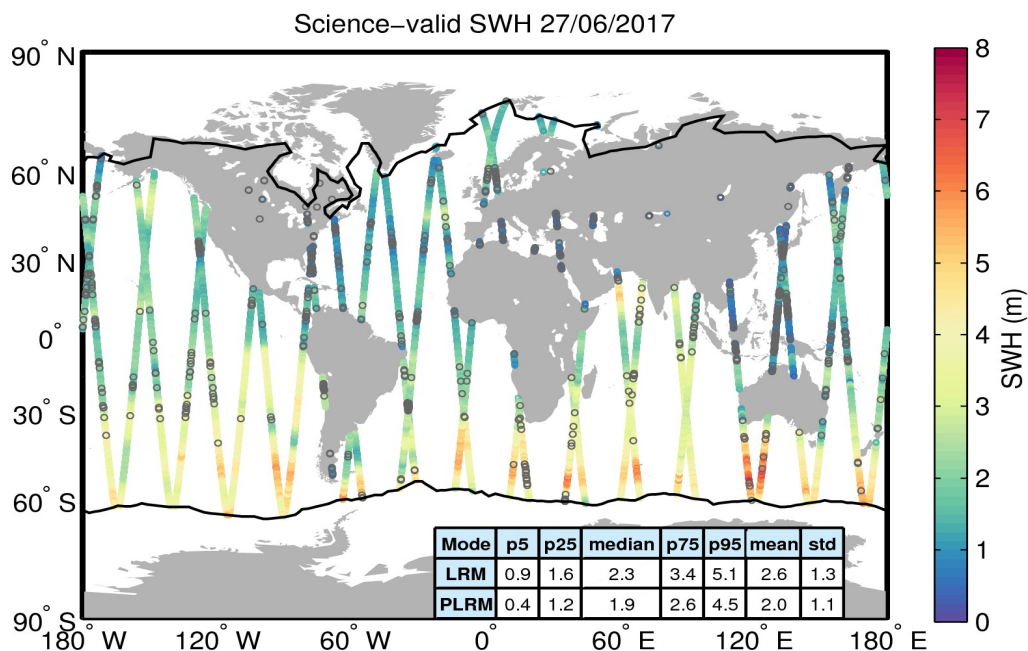 Science−valid SWH 27/06/2017
90° N
60° N
30° N
0°
30° S
60° S
90° S
180° W
120° W
60° W
0°
60° E
120° E
180° E
Mode p5 p25 median p75 p95 mean std
LRM 0.9 1.6 2.3 3.4 5.1 2.6 1.3
PLRM 0.4 1.2 1.9 2.6 4.5 2.0 1.1
8
7
6
5
4
3
2
1
0
SWH (m)